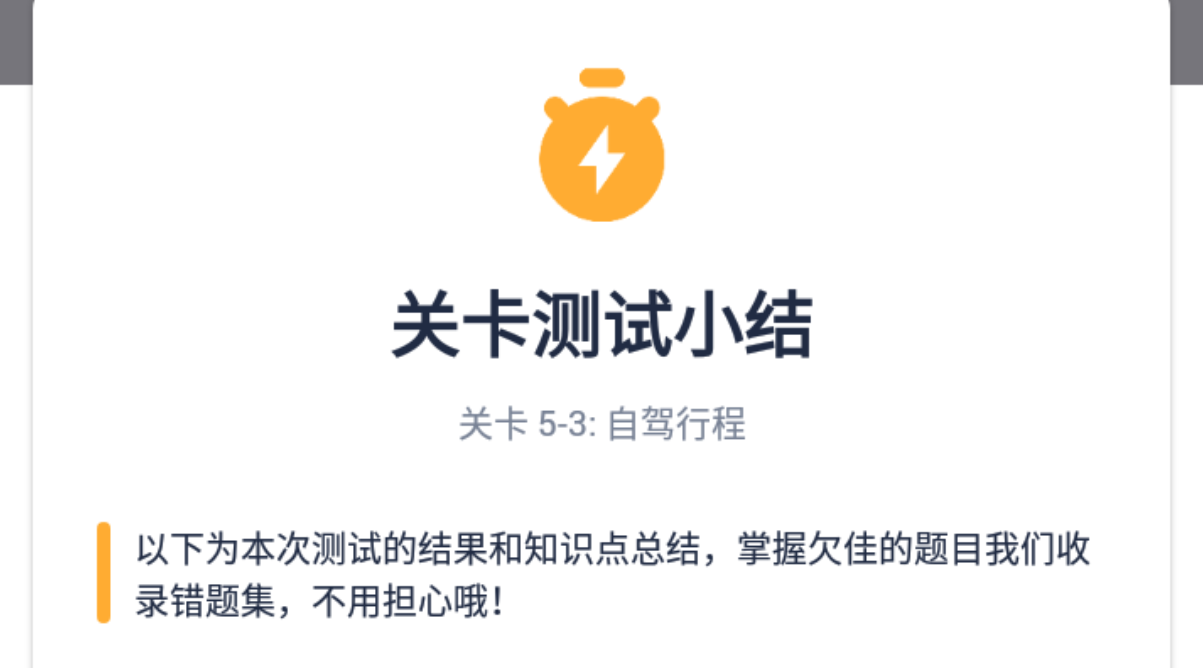 关卡测试小结
关卡 5-3: 自驾行程
以下为本次测试的结果和知识点总结，掌握欠佳的题目我们收
录错题集，不用担心哦！